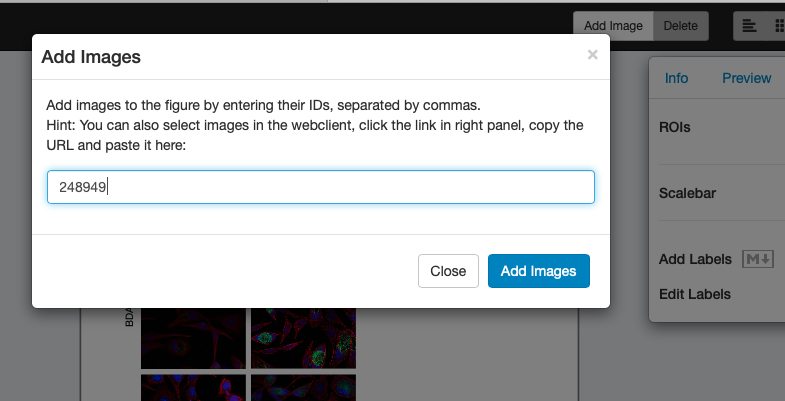 Add Image Delete
Add Images ×
Info Preview
Add images to the figure by entering their IDs, separated by commas.
Hint: You can also select images in the webclient, click the link in right panel, copy the
URL and paste it here:
ROIs
248949
Scalebar
Close Add Images
Add Labels M↓
Edit Labels